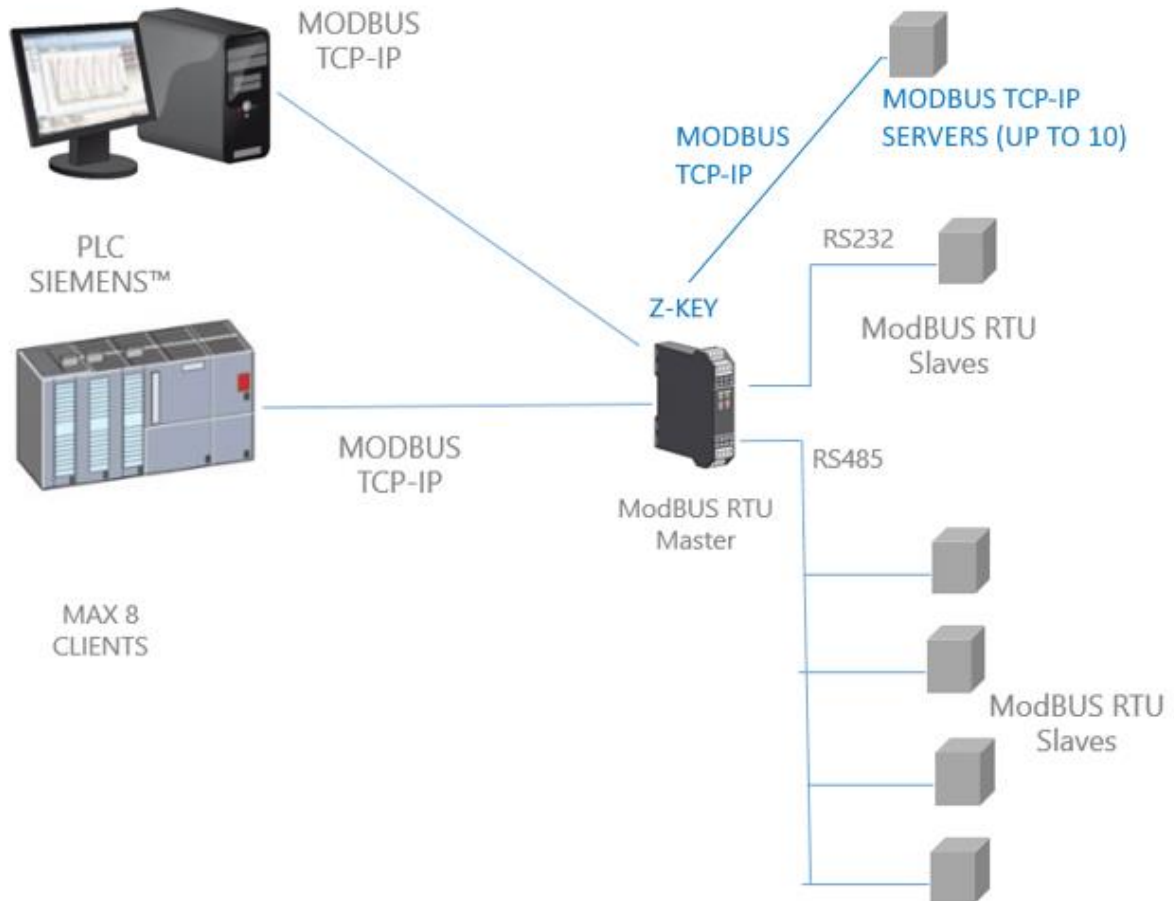 MODBUS
TCP-IP
MODBUS TCP-IP
SERVERS (UP TO 10)
MODBUS
TCP-IP
PLC
SIEMENS™
RS232
Z-KEY
ModBUS RTU
Slaves
MODBUS
TCP-IP
RS485
ModBUS RTU
Master
MAX 8
CLIENTS
ModBUS RTU
Slaves